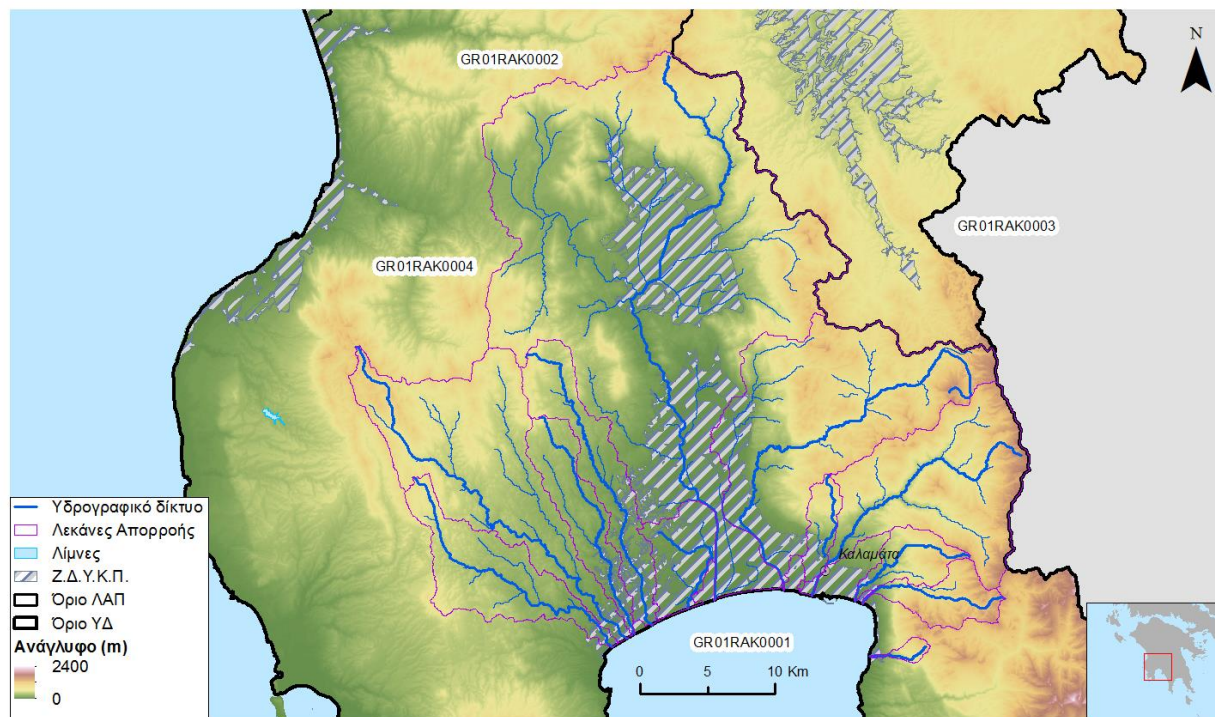 GR01RAK0002
N
GR01RAK0003
GR01RAK0004
Υδρογραφικό δίκτυο
Λεκάνες Απορροής
Λίμνες
Ζ.Δ.Υ.Κ.Π.
Όριο ΛΑΠ
Όριο ΥΔ
Ανάγλυφο (m)
2400
0
Καλαμάτα
GR01RAK0001
0 5 10 Km